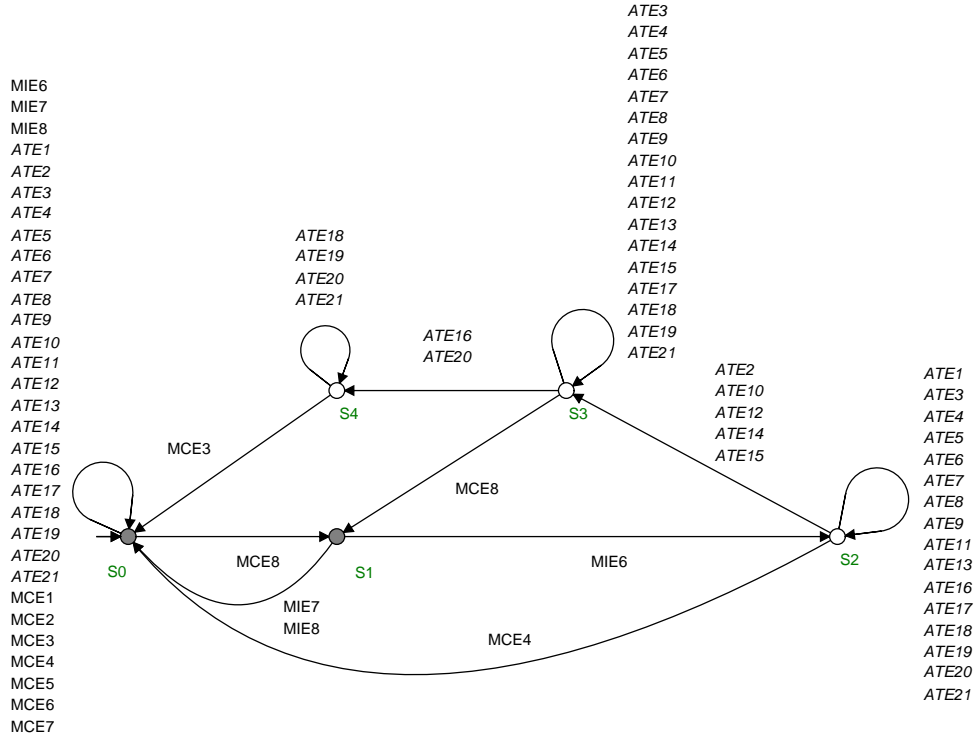 MIE6
MIE7
MIE8
ATE1
ATE2
ATE3
ATE4
ATE5
ATE6
ATE7
ATE8
ATE9
ATE10
ATE11
ATE12
ATE13
ATE14
ATE15
ATE16
ATE17
ATE18
ATE19
ATE20
ATE21
MCE1
MCE2
MCE3
MCE4
MCE5
MCE6
MCE7
ATE18
ATE19
ATE20
ATE21
ATE16
ATE20
ATE3
ATE4
ATE5
ATE6
ATE7
ATE8
ATE9
ATE10
ATE11
ATE12
ATE13
ATE14
ATE15
ATE17
ATE18
ATE19
ATE21
ATE2
ATE10
ATE12
ATE14
ATE15
ATE1
ATE3
ATE4
ATE5
ATE6
ATE7
ATE8
ATE9
ATE11
ATE13
ATE16
ATE17
ATE18
ATE19
ATE20
ATE21
S4
S3
MCE3
MCE8
S0
MCE8
S1
MIE6
S2
MIE7
MIE8
MCE4